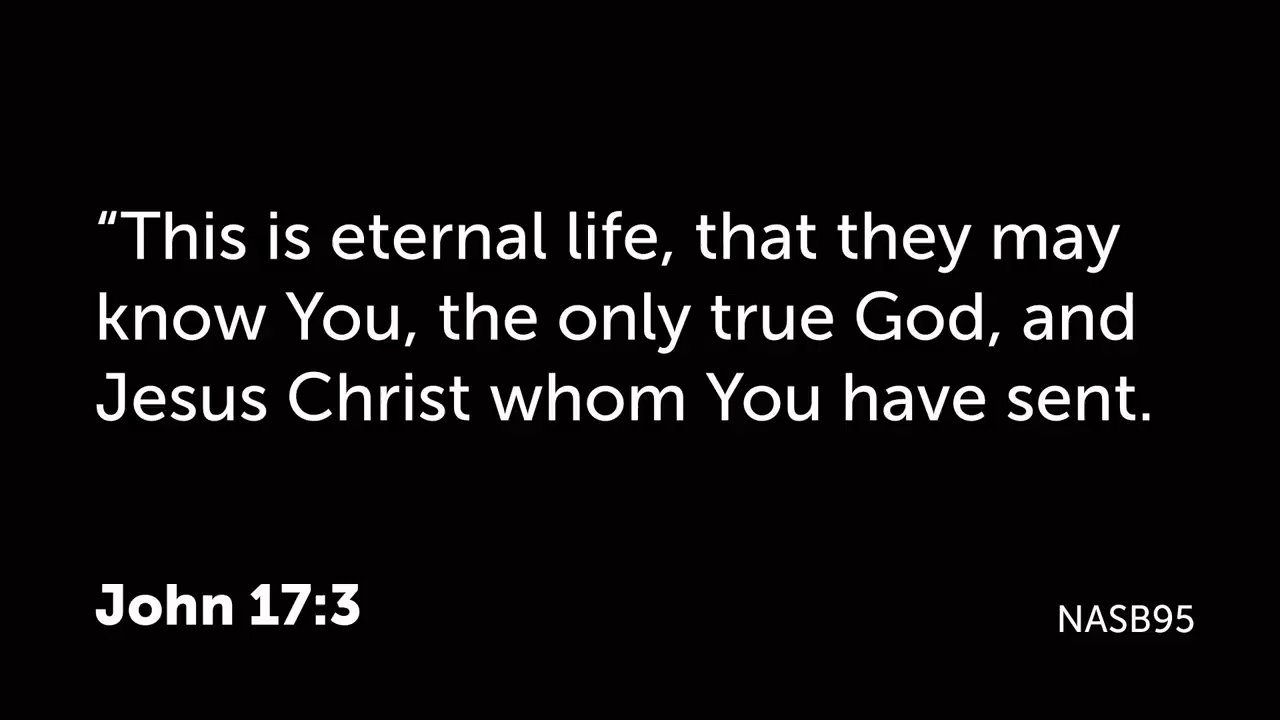 “This is eternal life, that they may
know You, the only true God, and
Jesus Christ whom You have sent.
John 17:3
NASB95